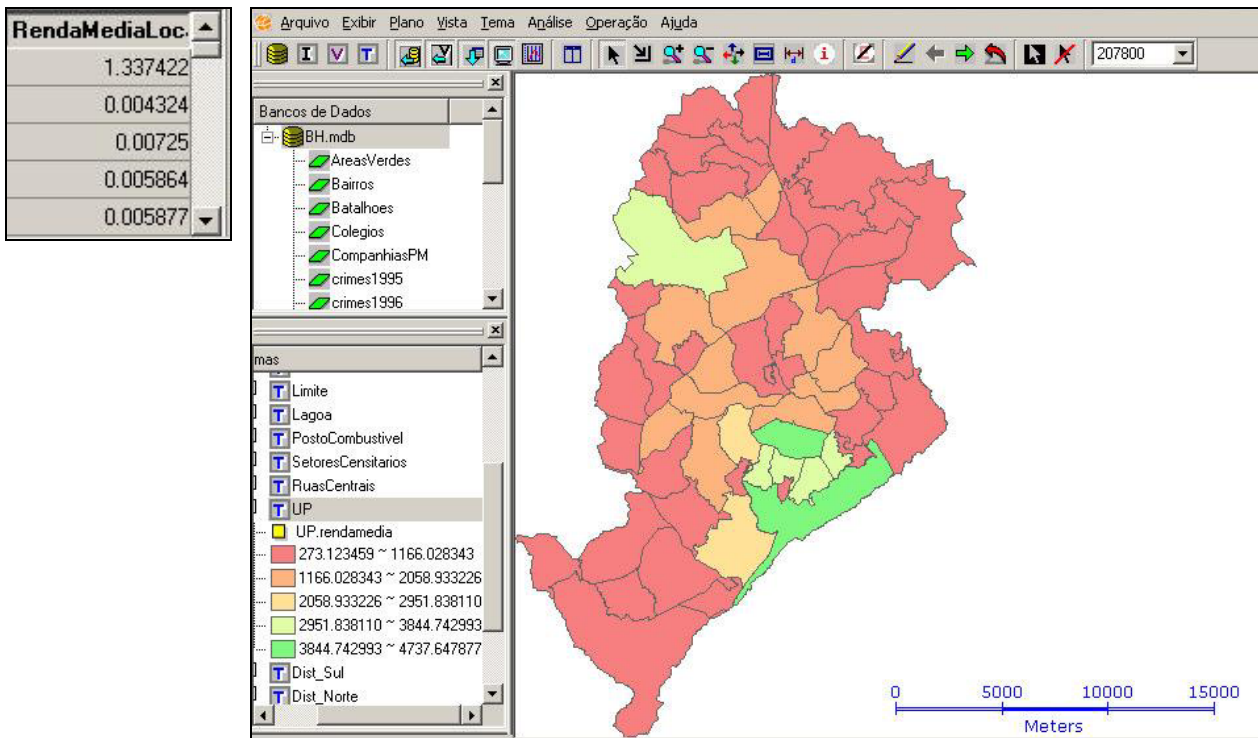 RendaMediaLoc.
1.337422
0.004324
0.00725
0.005864
0.005877
Arquivo Exibir Plano Vista Tema Análise Operação Ajuda
I V T i 207800
Bancos de Dados
BH.mdb
AreasVerdes
Bairros
Batalhoes
Colegios
CompanhiasPM
crimes1995
crimes1996
mas
T Limite
T Lagoa
T PostoCombustivel
T SetoresCensitarios
T RuasCentrais
T UP
UP.rendamedia
273.123459 ~ 1166.028343
1166.028343 ~ 2058.933226
2058.933226 ~ 2951.838110
2951.838110 ~ 3844.742993
3844.742993 ~ 4737.647877
T Dist_Sul
T Dist_Norte
0 5000 10000 15000
Meters